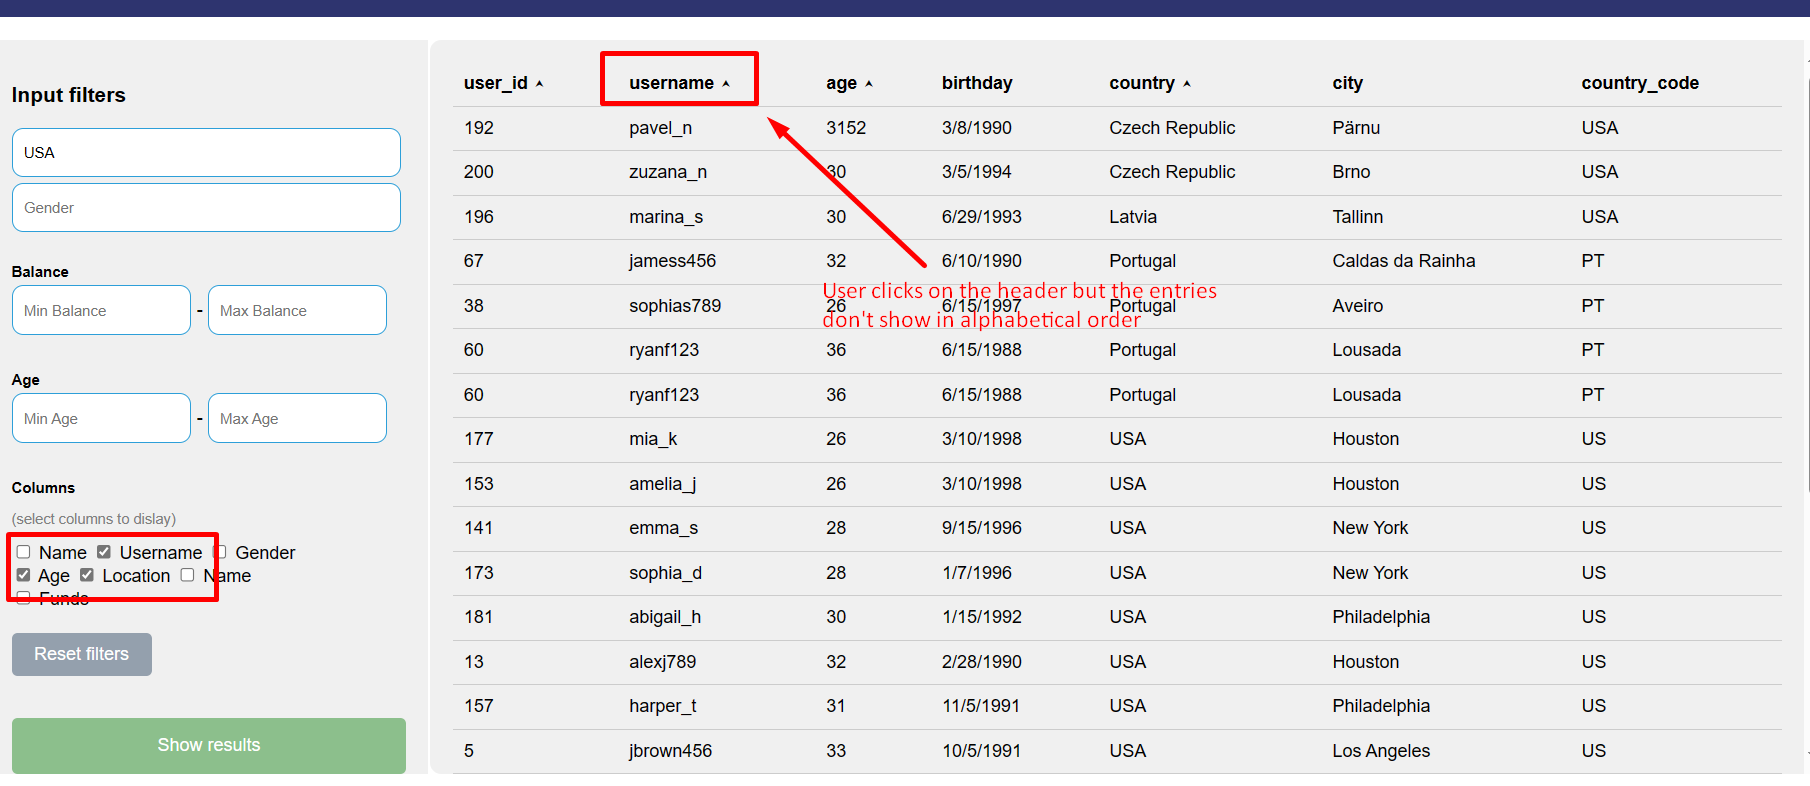 Input filters
USA
Gender
Balance
Min Balance - Max Balance
Age
Min Age - Max Age
Columns
(select columns to dislay)
Name Username Gender
Age Location Name
Funds
Reset filters
Show results
user_id username age birthday country city country_code
192 pavel_n 3152 3/8/1990 Czech Republic Pärnu USA
200 zuzana_n 30 3/5/1994 Czech Republic Brno USA
196 marina_s 30 6/29/1993 Latvia Tallinn USA
67 jamess456 32 6/10/1990 Portugal Caldas da Rainha PT
38 sophias789 26 6/15/1997 Portugal Aveiro PT
60 ryanf123 36 6/15/1988 Portugal Lousada PT
60 ryanf123 36 6/15/1988 Portugal Lousada PT
177 mia_k 26 3/10/1998 USA Houston US
153 amelia_j 26 3/10/1998 USA Houston US
141 emma_s 28 9/15/1996 USA New York US
173 sophia_d 28 1/7/1996 USA New York US
181 abigail_h 30 1/15/1992 USA Philadelphia US
13 alexj789 32 2/28/1990 USA Houston US
157 harper_t 31 11/5/1991 USA Philadelphia US
5 jbrown456 33 10/5/1991 USA Los Angeles US
User clicks on the header but the entries
don't show in alphabetical order